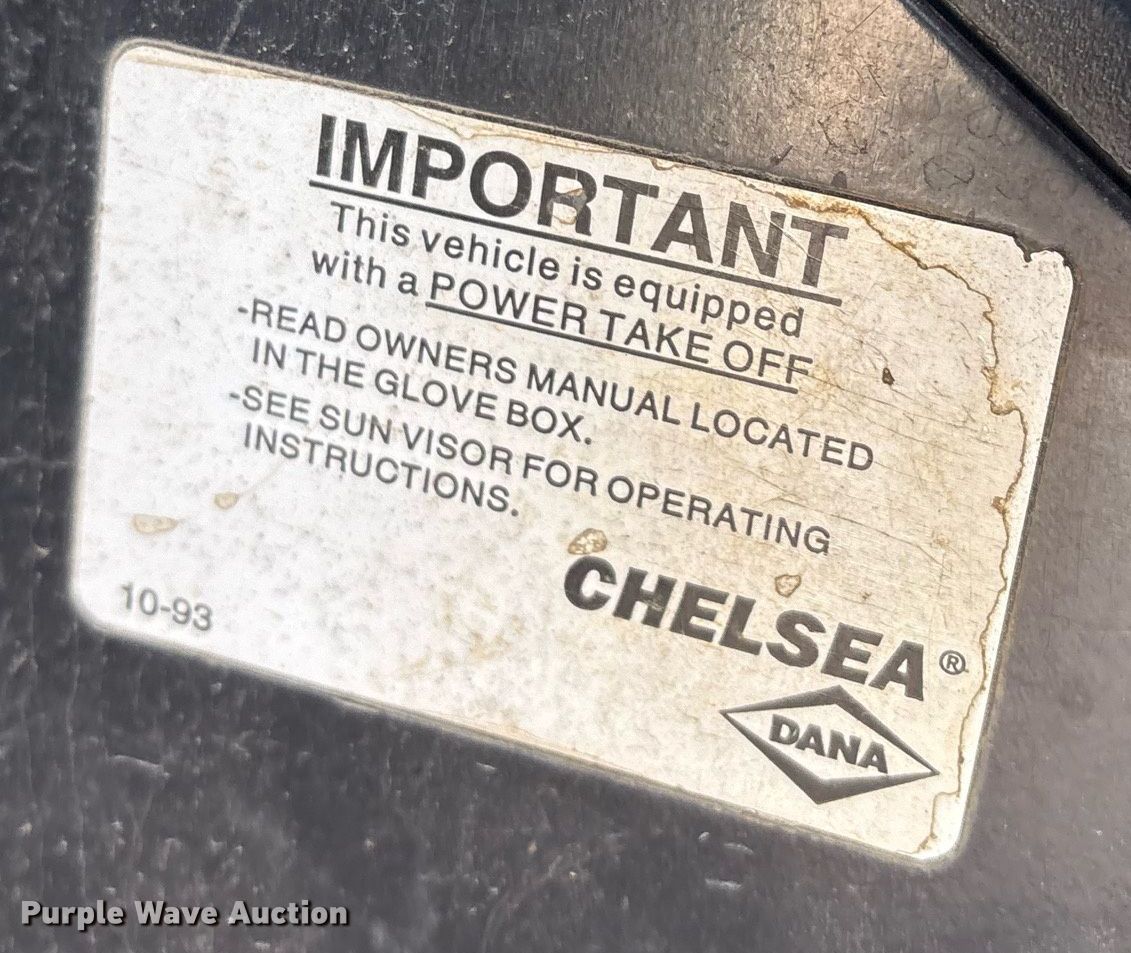 IMPORTANT
This vehicle is equipped
with a POWER TAKE OFF
-READ OWNERS MANUAL LOCATED
IN THE GLOVE BOX.
-SEE SUN VISOR FOR OPERATING
INSTRUCTIONS.
CHELSEA®
10-93
DANA
Purple Wave Auction